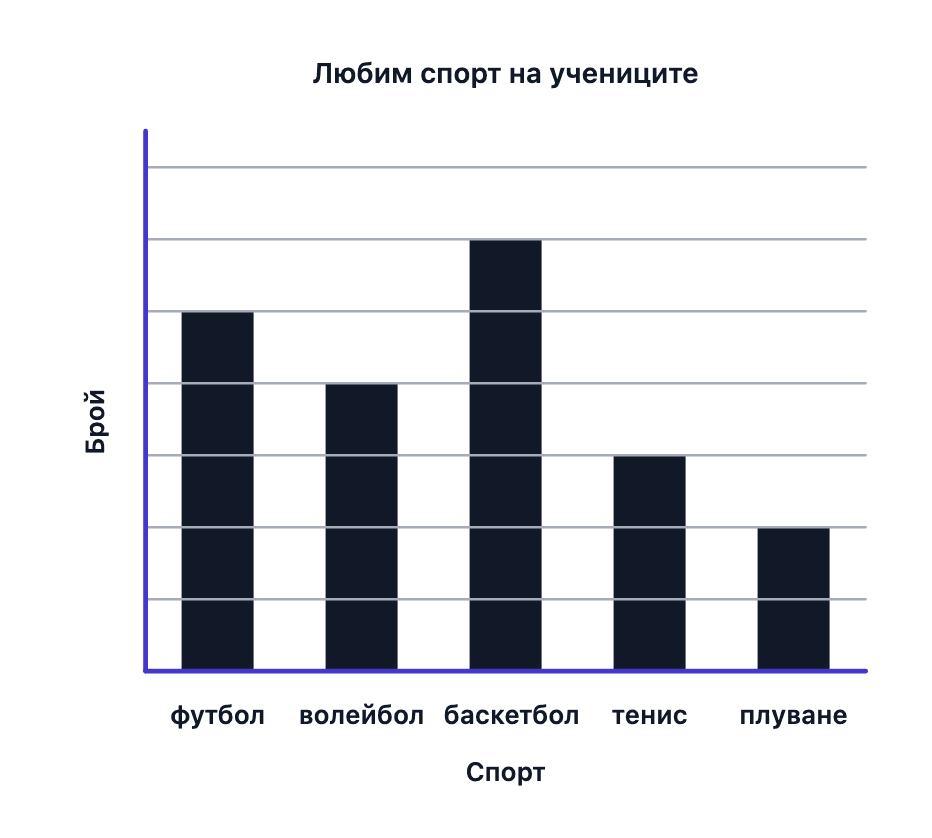 Любим спорт на учениците
Брой
футбол волейбол баскетбол тенис плуване
Спорт